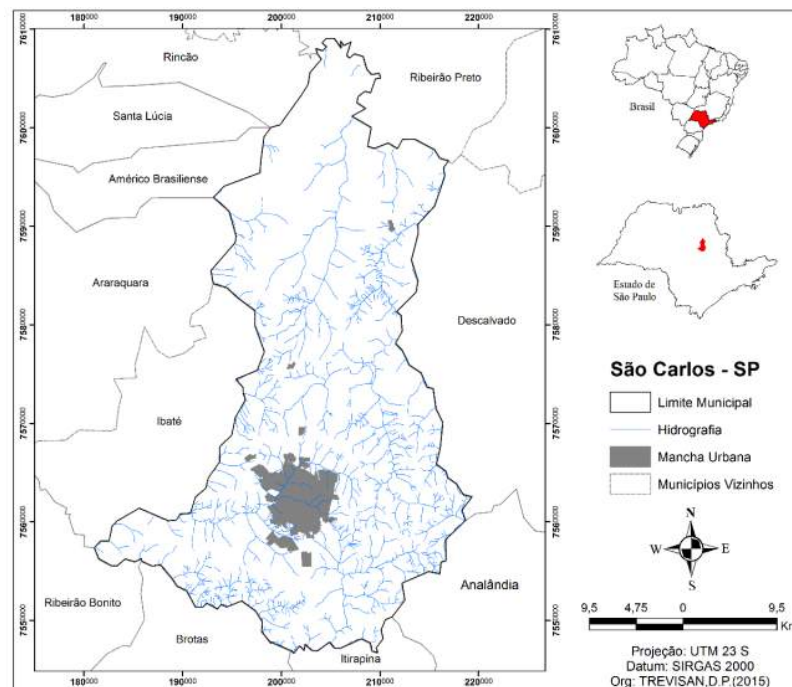 180000 190000 200000 210000 220000
7610000
7600000
7590000
7580000
7570000
7560000
7550000
Rincão
Ribeirão Preto
Santa Lúcia
Américo Brasiliense
Araraquara
Descalvado
Ibaté
Analândia
Ribeirão Bonito
Brotas
Itirapina
7610000
7600000
7590000
7580000
7570000
7560000
7550000
180000 190000 200000 210000 220000
Brasil
Estado de
São Paulo
São Carlos - SP
Limite Municipal
Hidrografia
Mancha Urbana
Municípios Vizinhos
N
W E
S
9,5 4,75 0 9,5
Km
Projeção: UTM 23 S
Datum: SIRGAS 2000
Org: TREVISAN,D.P.(2015)